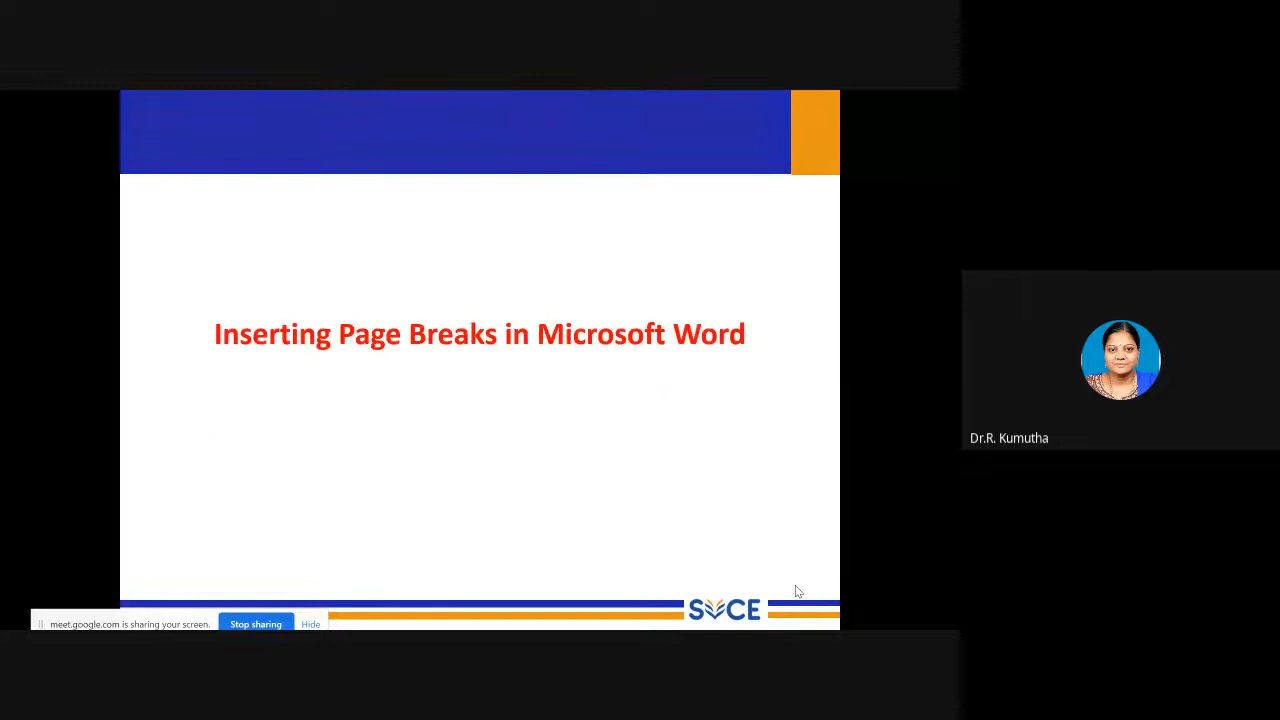 Inserting Page Breaks in Microsoft Word
Dr.R. Kumutha
SVCE
meet.google.com is sharing your screen. Stop sharing Hide